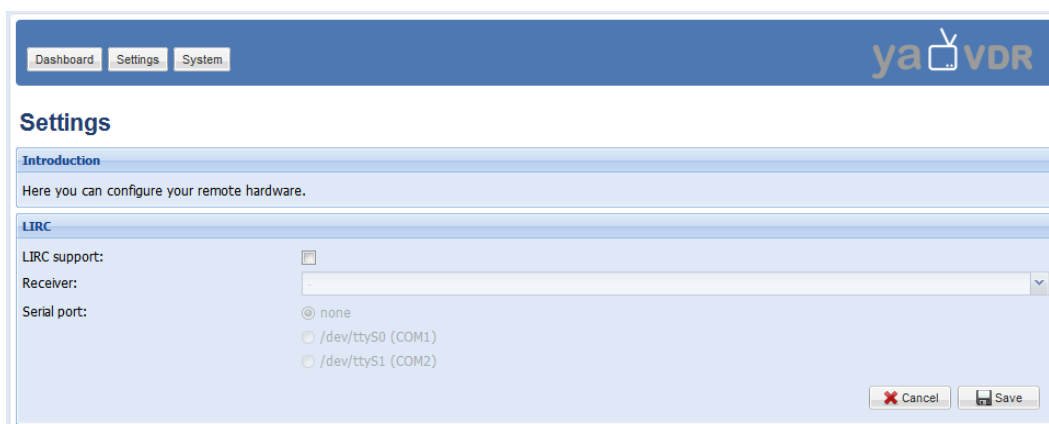 Dashboard Settings System
yaVDR
Settings
Introduction
Here you can configure your remote hardware.
LIRC
LIRC support:
Receiver: -
Serial port: none
/dev/ttyS0 (COM1)
/dev/ttyS1 (COM2)
Cancel Save